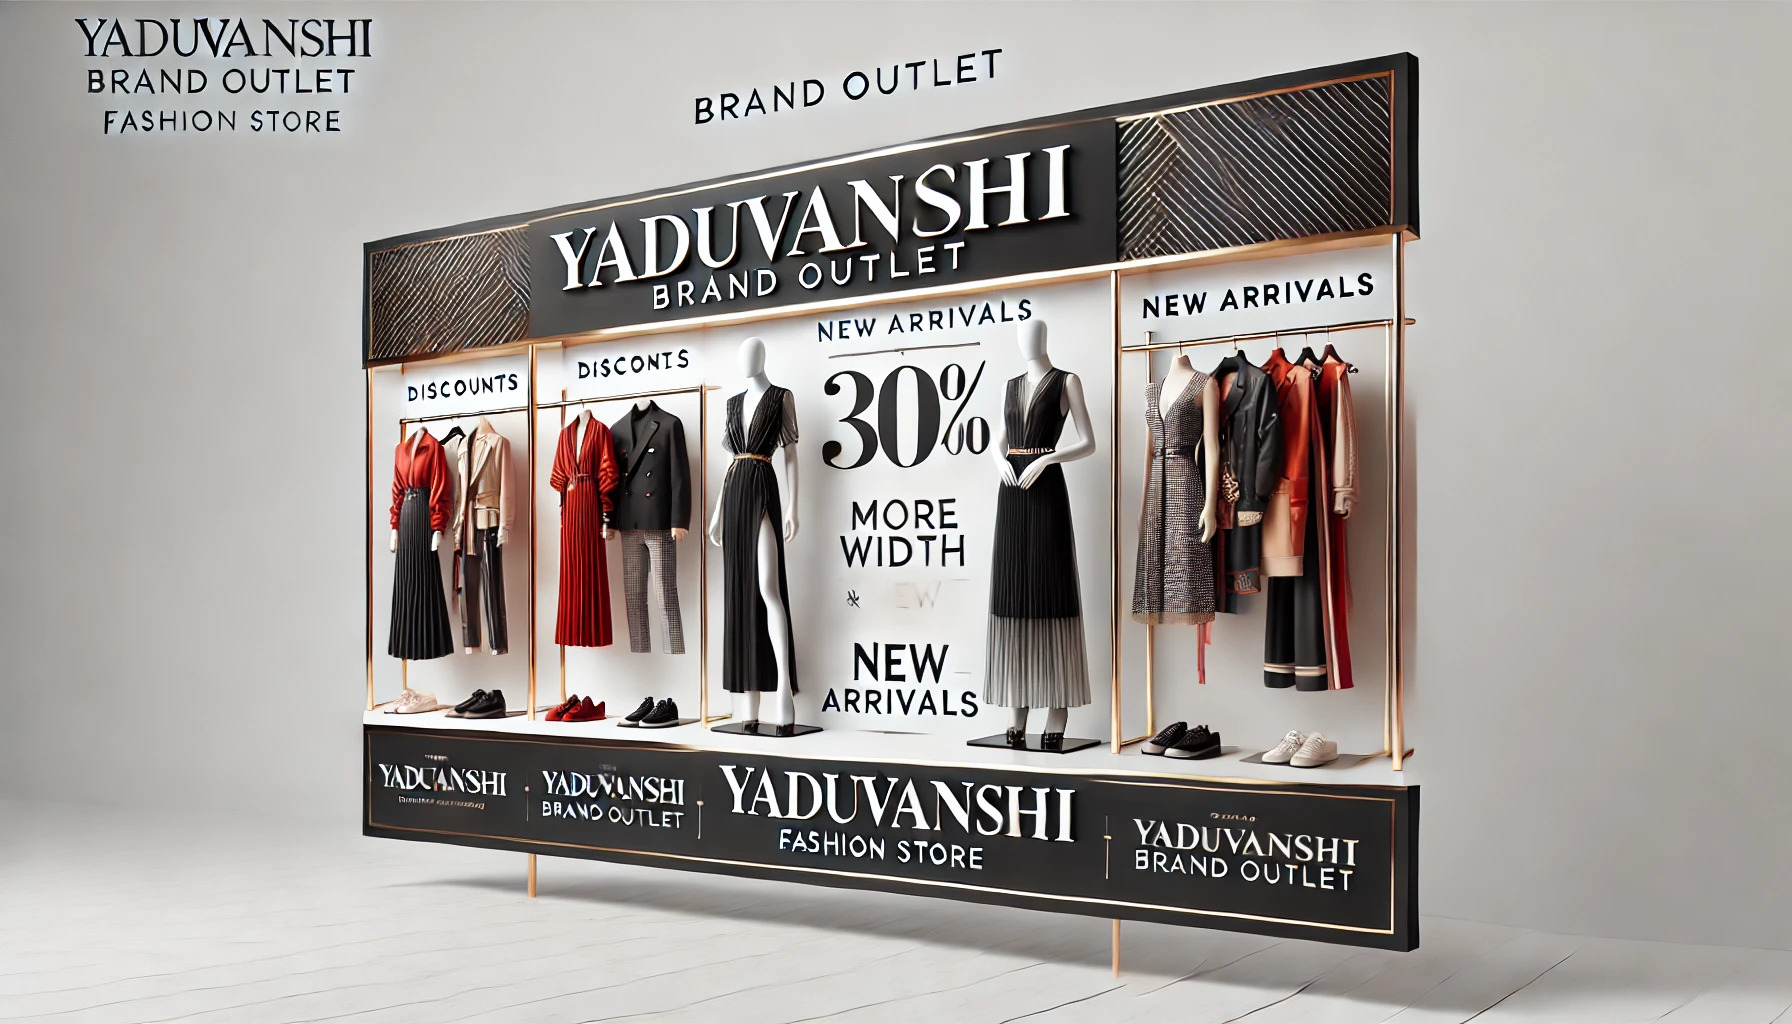 YADUVANSHI
BRAND OUTLET
FASHION STORE
BRAND OUTLET
YADUVANSHI
BRAND OUTLET
NEW ARRIVALS
NEW ARRIVALS
DISCOUNTS
DISCONTS
30%
MORE
WIDTH
NEW
ARRIVALS
YADUVANSHI
YADUVANSHI
BRAND OUTLET
YADUVANSHI
FASHION STORE
YADUVANSHI
BRAND OUTLET